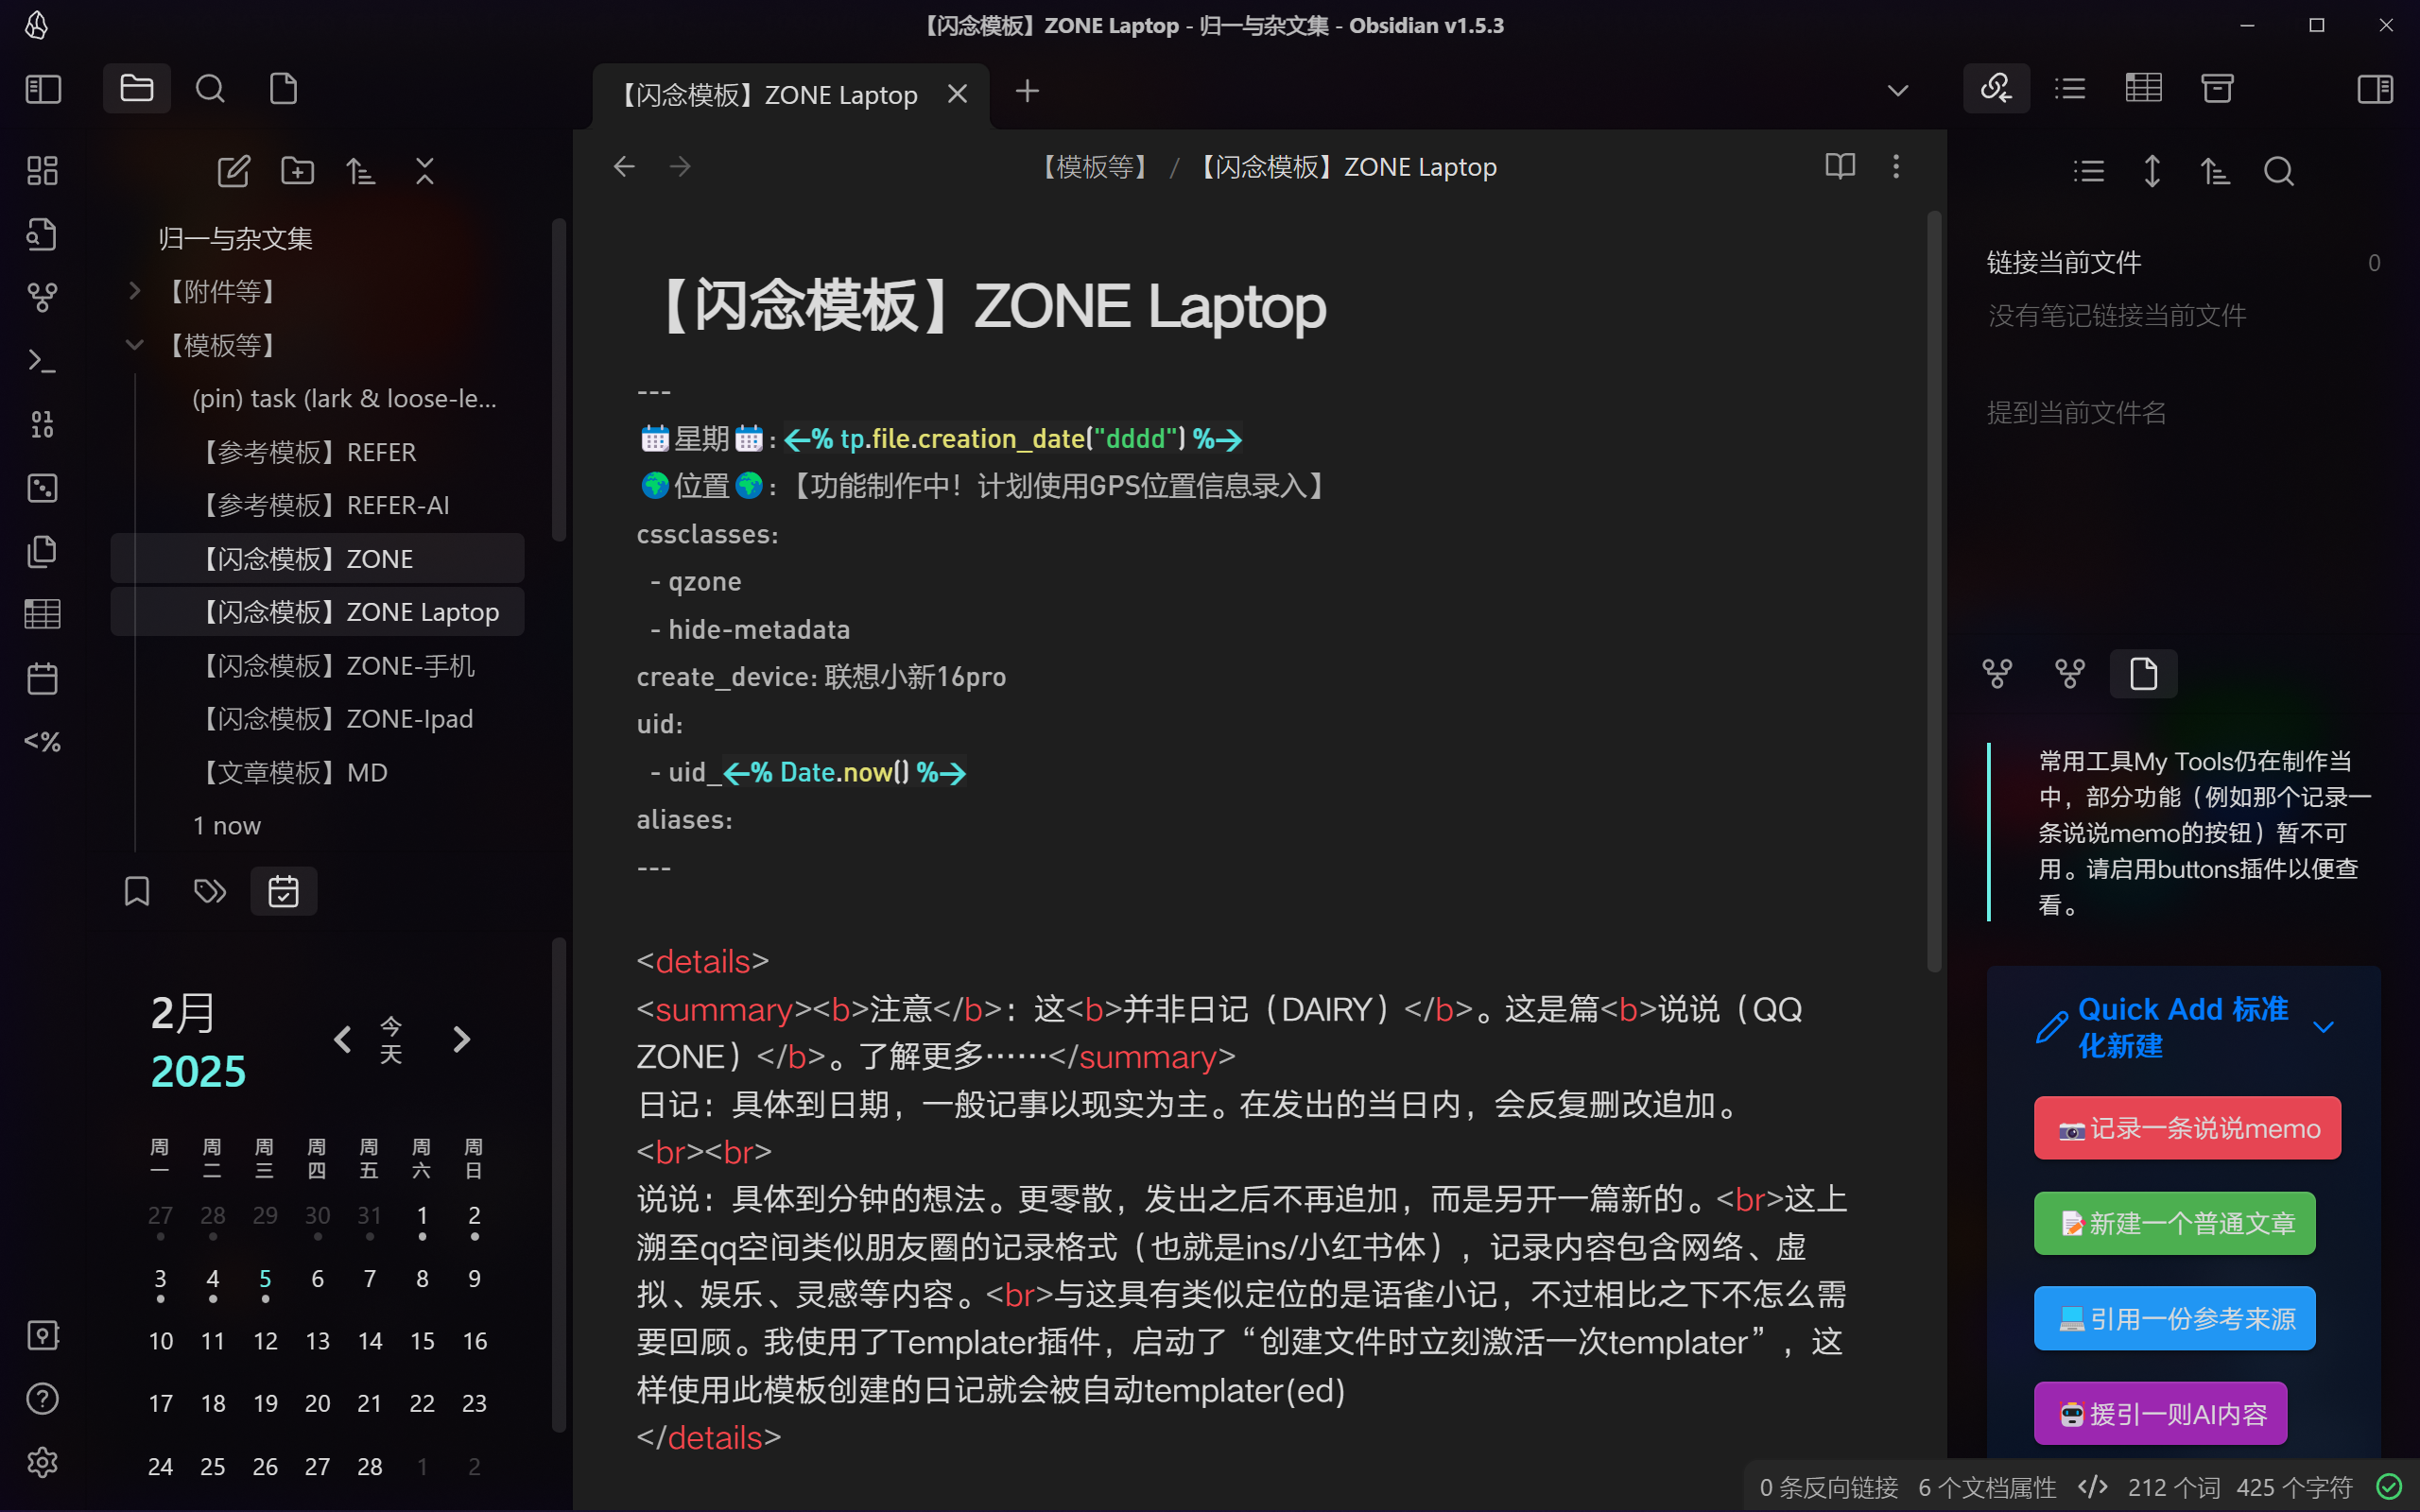 【闪念模板】ZONE Laptop - 归一与杂文集 - Obsidian v1.5.3
【闪念模板】ZONE Laptop
【模板等】 / 【闪念模板】ZONE Laptop
归一与杂文集
【附件等】
【模板等】
(pin) task (lark & loose-le...
【参考模板】REFER
【参考模板】REFER-AI
【闪念模板】ZONE
【闪念模板】ZONE Laptop
【闪念模板】ZONE-手机
【闪念模板】ZONE-Ipad
【文章模板】MD
1 now
2月
2025
今天
周一 周二 周三 周四 周五 周六 周日
27 28 29 30 31 1 2
3 4 5 6 7 8 9
10 11 12 13 14 15 16
17 18 19 20 21 22 23
24 25 26 27 28 1 2
【闪念模板】ZONE Laptop
---
📅星期📅: <% tp.file.creation_date("dddd") %>
🌍位置🌍: 【功能制作中！计划使用GPS位置信息录入】
cssclasses:
- qzone
- hide-metadata
create_device: 联想小新16pro
uid:
- uid_<% Date.now() %>
aliases:
---
<details>
<summary><b>注意</b>：这<b>并非日记（DAIRY）</b>。这是篇<b>说说（QQ
ZONE）</b>。了解更多……</summary>
日记：具体到日期，一般记事以现实为主。在发出的当日内，会反复删改追加。
<br><br>
说说：具体到分钟的想法。更零散，发出之后不再追加，而是另开一篇新的。<br>这上
溯至qq空间类似朋友圈的记录格式（也就是ins/小红书体），记录内容包含网络、虚
拟、娱乐、灵感等内容。<br>与这具有类似定位的是语雀小记，不过相比之下不怎么需
要回顾。我使用了Templater插件，启动了“创建文件时立刻激活一次templater”，这
样使用此模板创建的日记就会被自动templater(ed)
</details>
链接当前文件 0
没有笔记链接当前文件
提到当前文件名
常用工具My Tools仍在制作当
中，部分功能（例如那个记录一
条说说memo的按钮）暂不可
用。请启用buttons插件以便查
看。
Quick Add 标准
化新建
📷记录一条说说memo
📝新建一个普通文章
💻引用一份参考来源
🤖援引一则AI内容
0 条反向链接 6 个文档属性 </> 212 个词 425 个字符